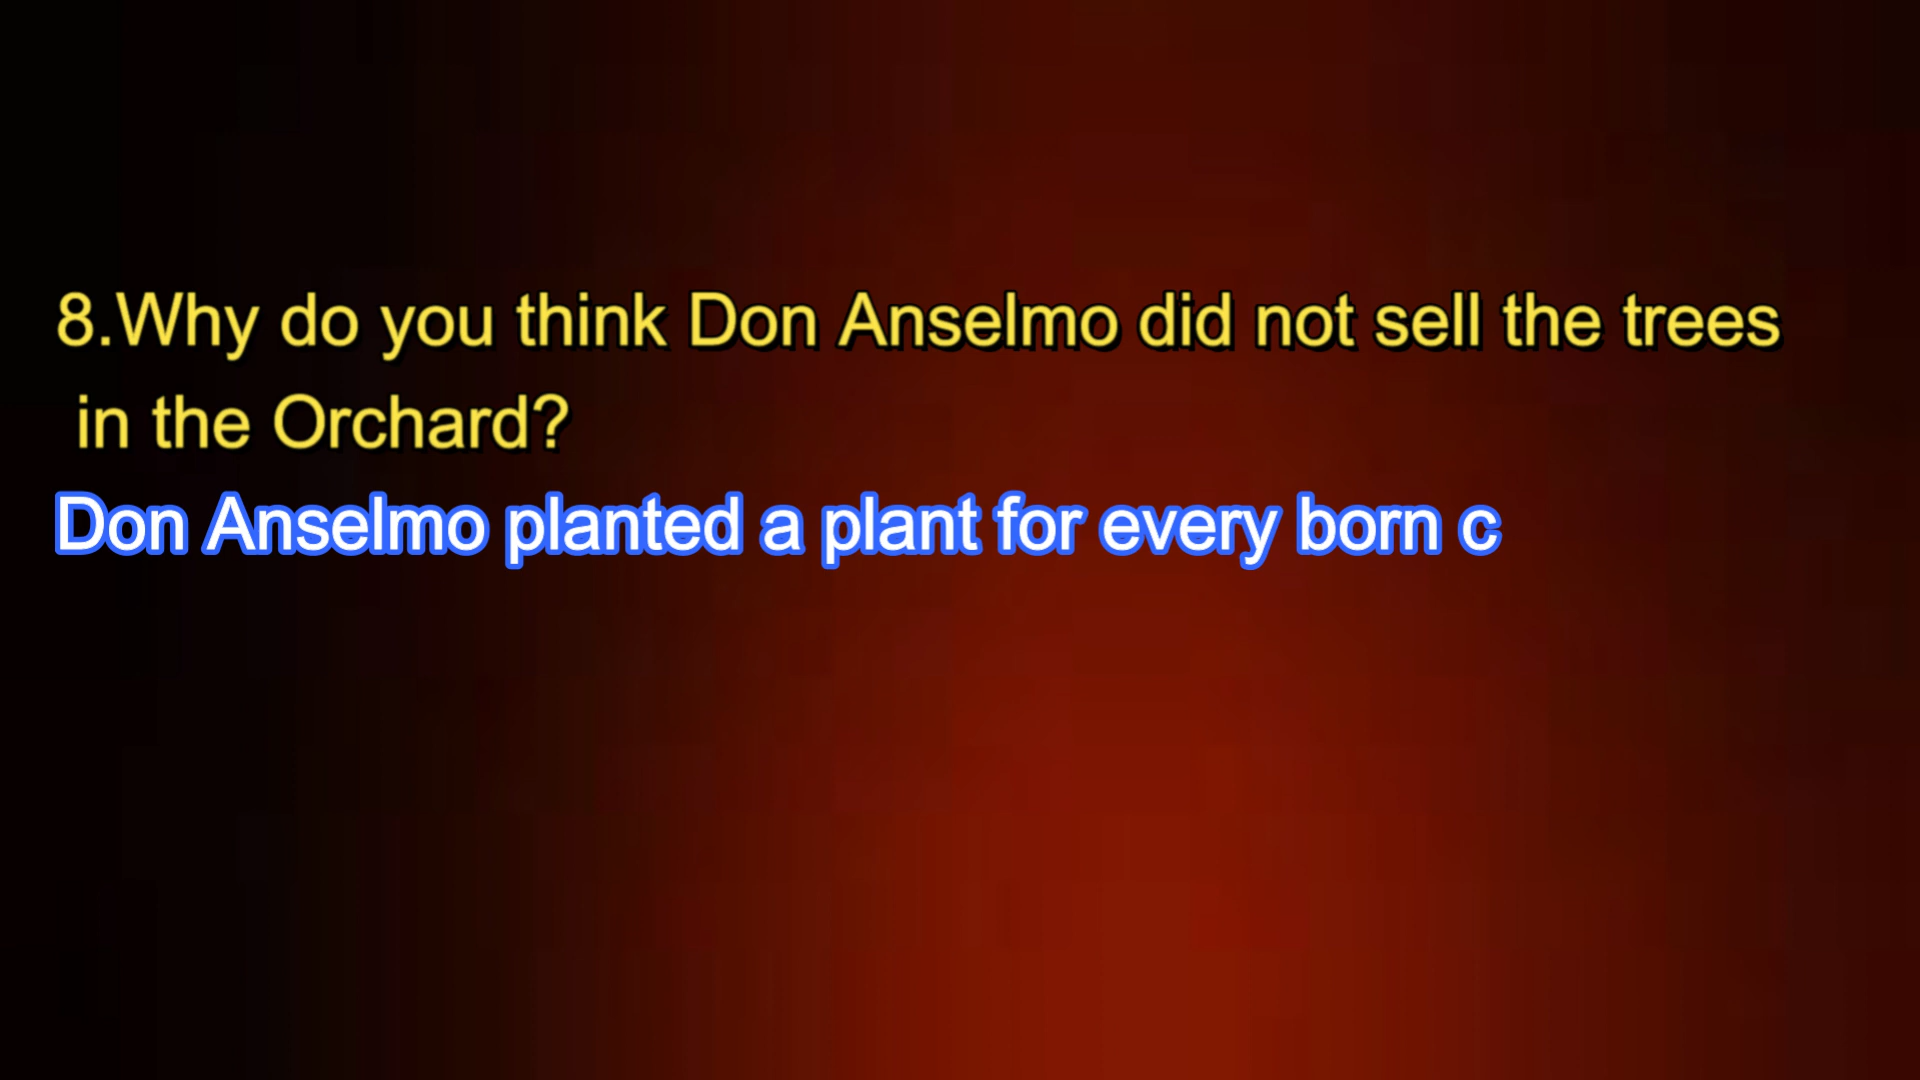 8.Why do you think Don Anselmo did not sell the trees
in the Orchard?
Don Anselmo planted a plant for every born c